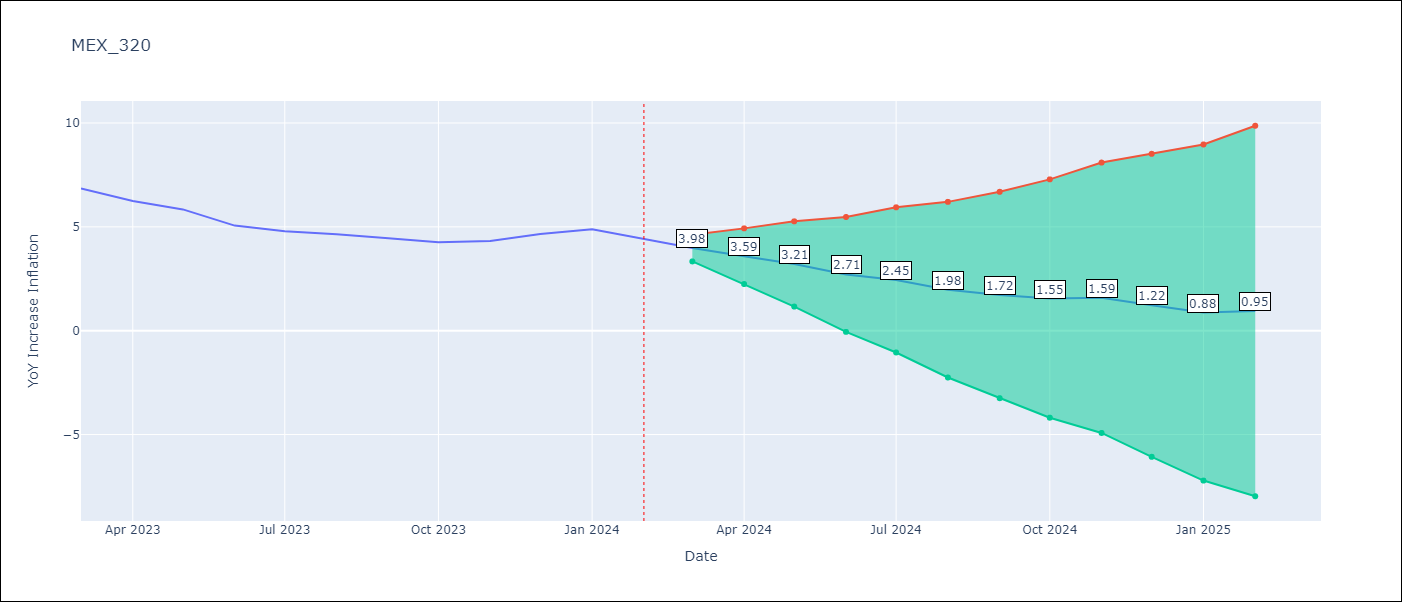 MEX_320
YoY Increase Inflation
10
5
0
−5
3.98
3.59
3.21
2.71
2.45
1.98
1.72
1.55
1.59
1.22
0.88
0.95
Apr 2023
Jul 2023
Oct 2023
Jan 2024
Apr 2024
Jul 2024
Oct 2024
Jan 2025
Date